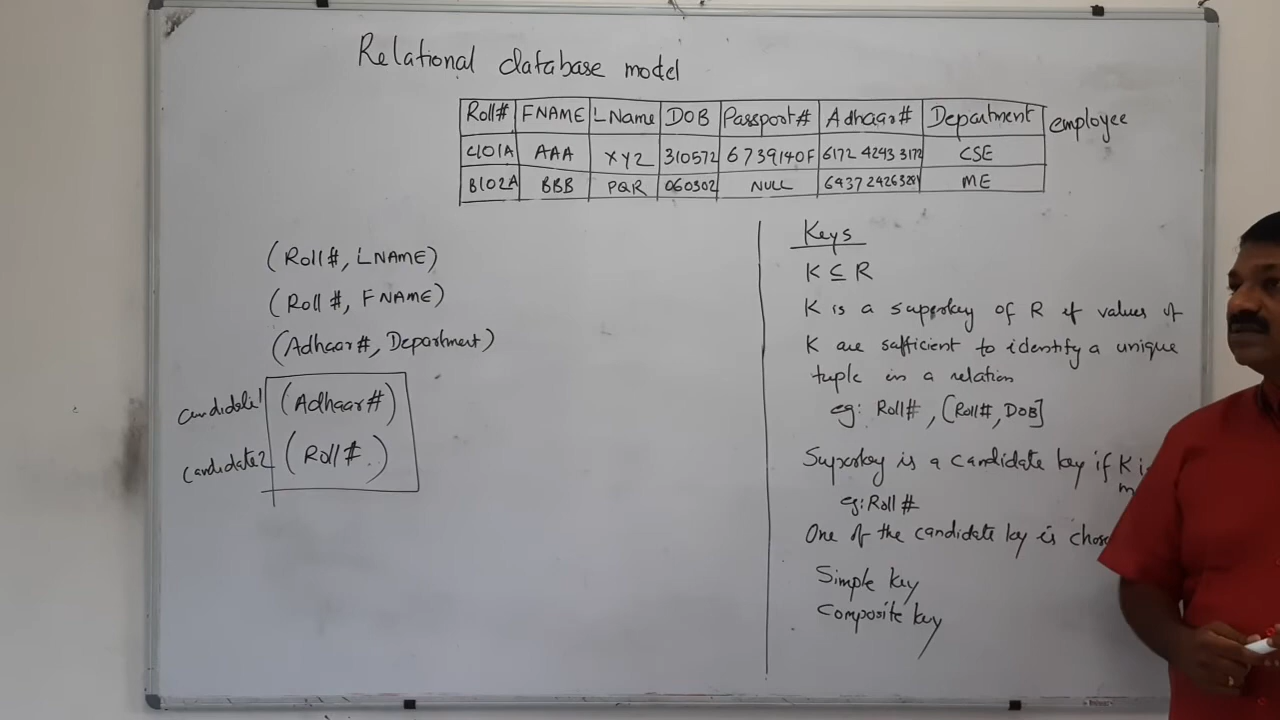 Relational database model
Roll# FNAME LName DOB Passport# Adhaar# Department employee
C101A AAA XYZ 310572 6739140F 6172 4243 3172 CSE
B102A BBB PQR 060302 NULL ME
(Roll#, LNAME)
(Roll#, FNAME)
(Adhaar#, Department)
(Adhaar#)
candidate2 (Roll#.)
Keys
K ⊆ R
K is a superkey of R if values of
K are sufficient to identify a unique
tuple in a relation
eg: Roll#, (Roll#, DOB]
Superkey is a candidate key if K is
eg: Roll#
One of the candidate key is chose
Simple key
Composite key